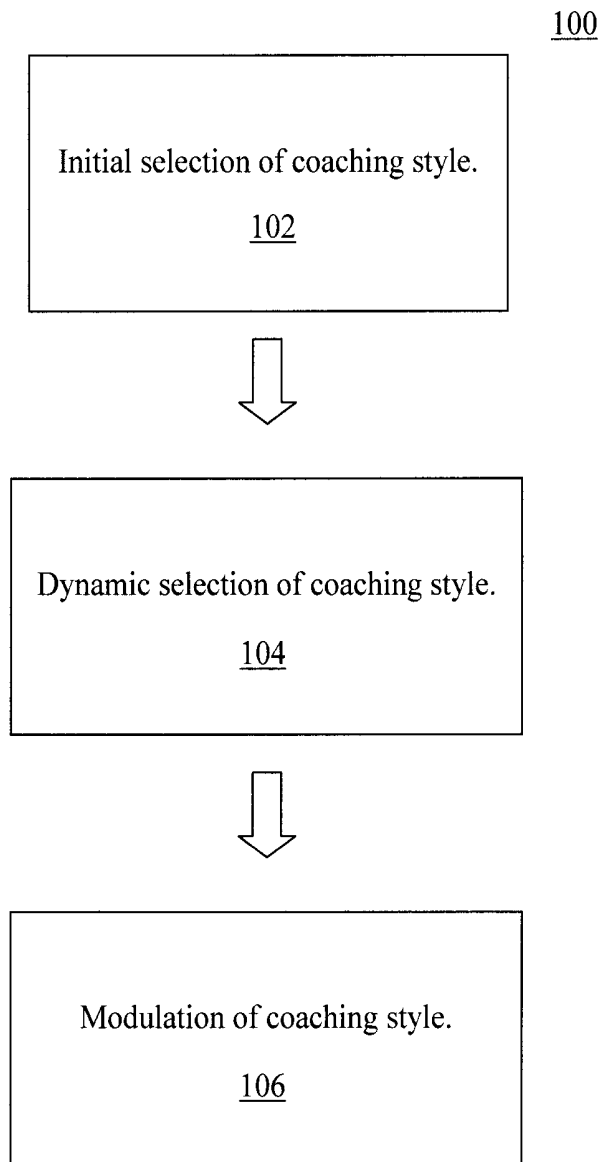 100
Initial selection of coaching style.
102
Dynamic selection of coaching style.
104
Modulation of coaching style.
106